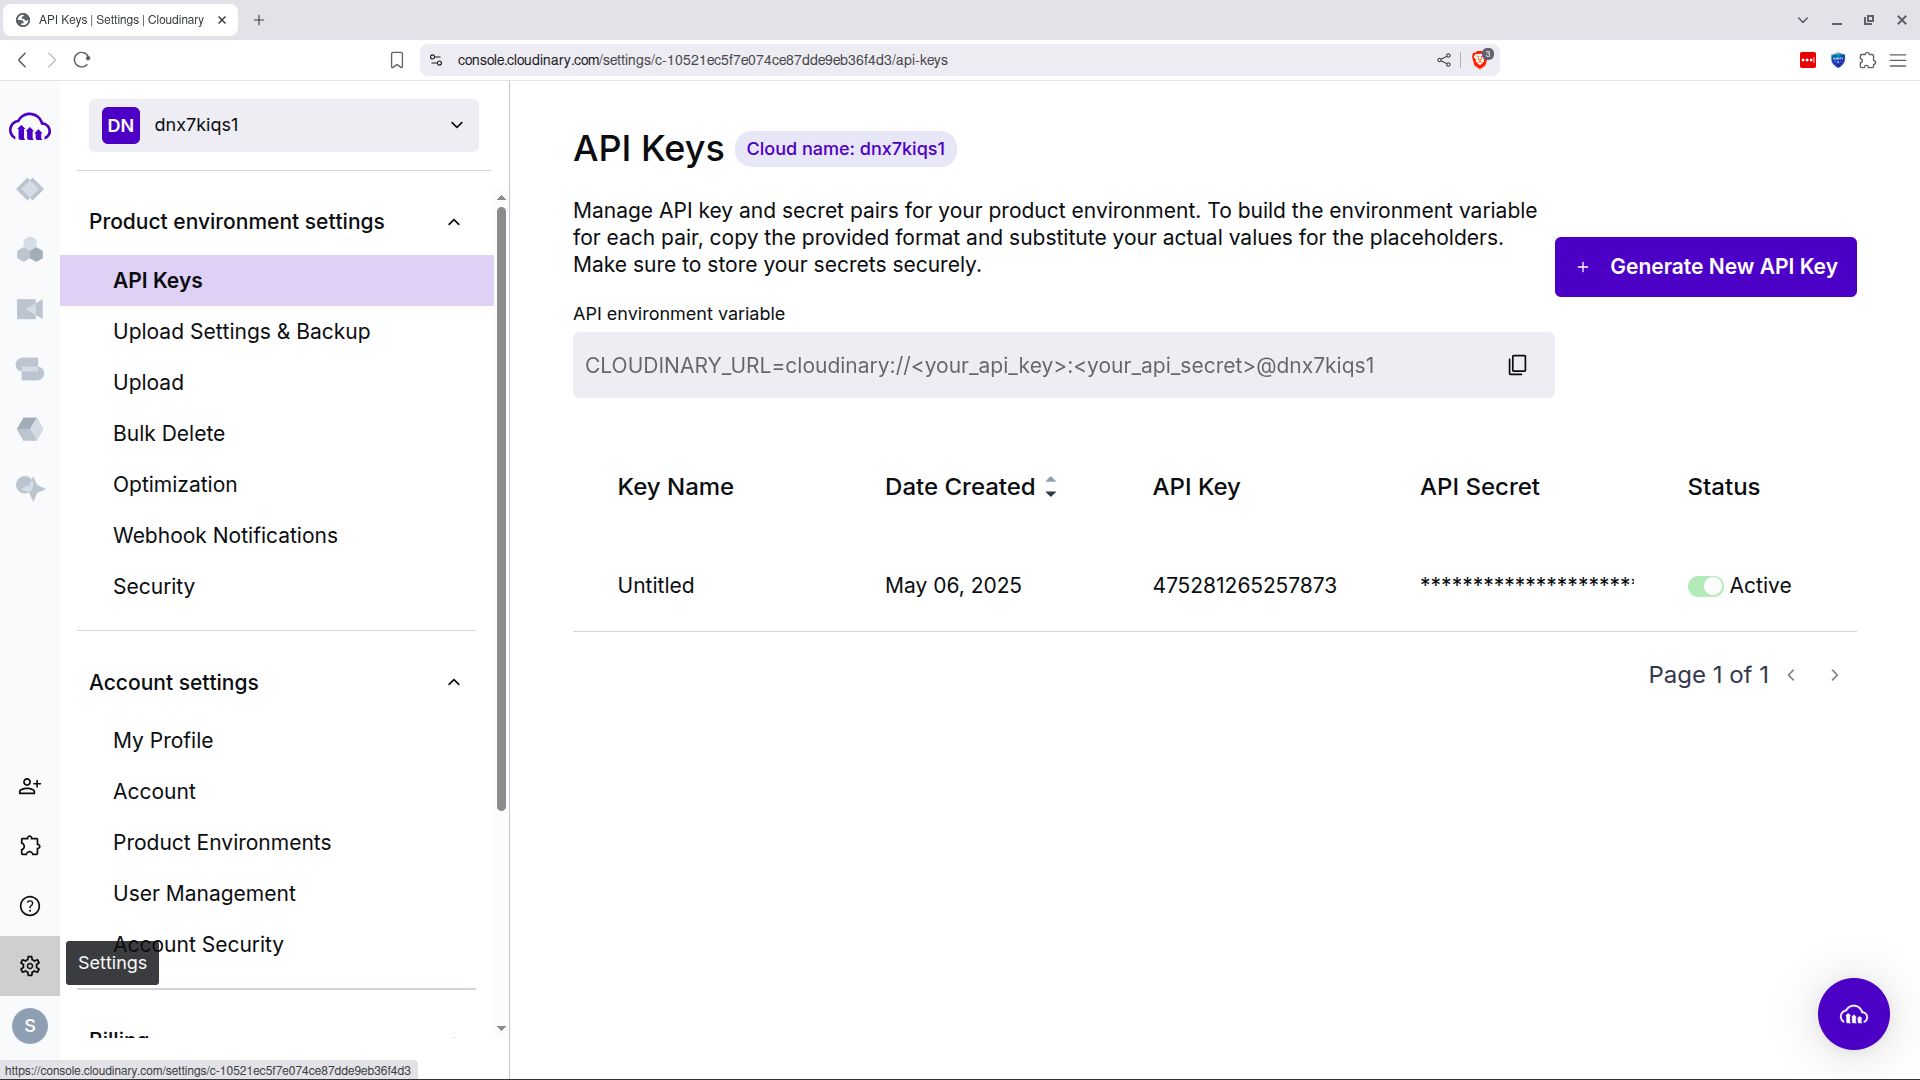 API Keys | Settings | Cloudinary
console.cloudinary.com/settings/c-10521ec5f7e074ce87dde9eb36f4d3/api-keys
3
DN
dnx7kiqs1
Product environment settings
API Keys
Upload Settings & Backup
Upload
Bulk Delete
Optimization
Webhook Notifications
Security
Account settings
My Profile
Account
Product Environments
User Management
Account Security
Settings
Billing
S
https://console.cloudinary.com/settings/c-10521ec5f7e074ce87dde9eb36f4d3
API Keys
Cloud name: dnx7kiqs1
Manage API key and secret pairs for your product environment. To build the environment variable
for each pair, copy the provided format and substitute your actual values for the placeholders.
Make sure to store your secrets securely.
+ Generate New API Key
API environment variable
CLOUDINARY_URL=cloudinary://<your_api_key>:<your_api_secret>@dnx7kiqs1
Key Name Date Created API Key API Secret Status
Untitled May 06, 2025 475281265257873 ********************* Active
Page 1 of 1